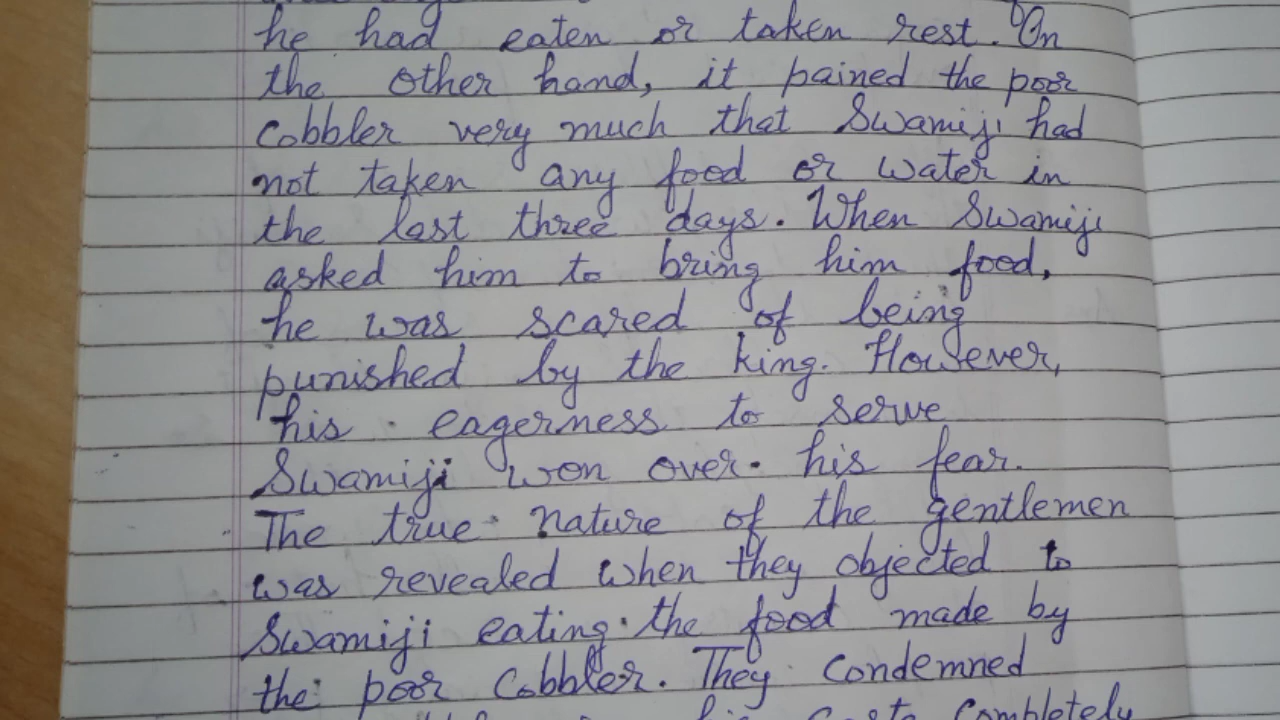 he had eaten or taken rest. On
the other hand, it pained the poor
Cobbler very much that Swamiji had
not taken any food or water in
the last three days. When Swamiji
asked him to bring him food,
he was scared of being
punished by the king. However,
his eagerness to serve
Swamiji won over his fear.
The true nature of the gentlemen
was revealed when they objected to
Swamiji eating the food made by
the poor Cobbler. They Condemned
completely